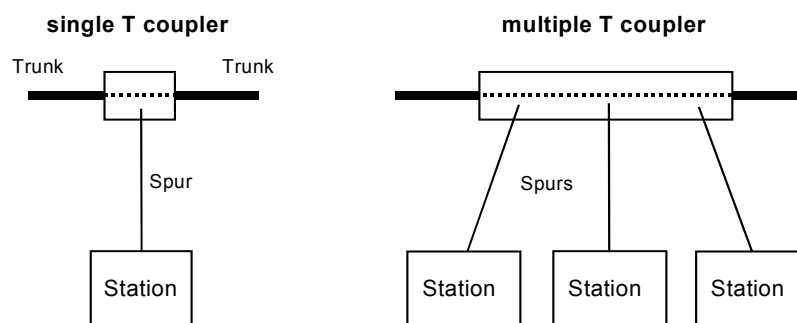 single T coupler
multiple T coupler
Trunk
Trunk
Spur
Spurs
Station
Station
Station
Station